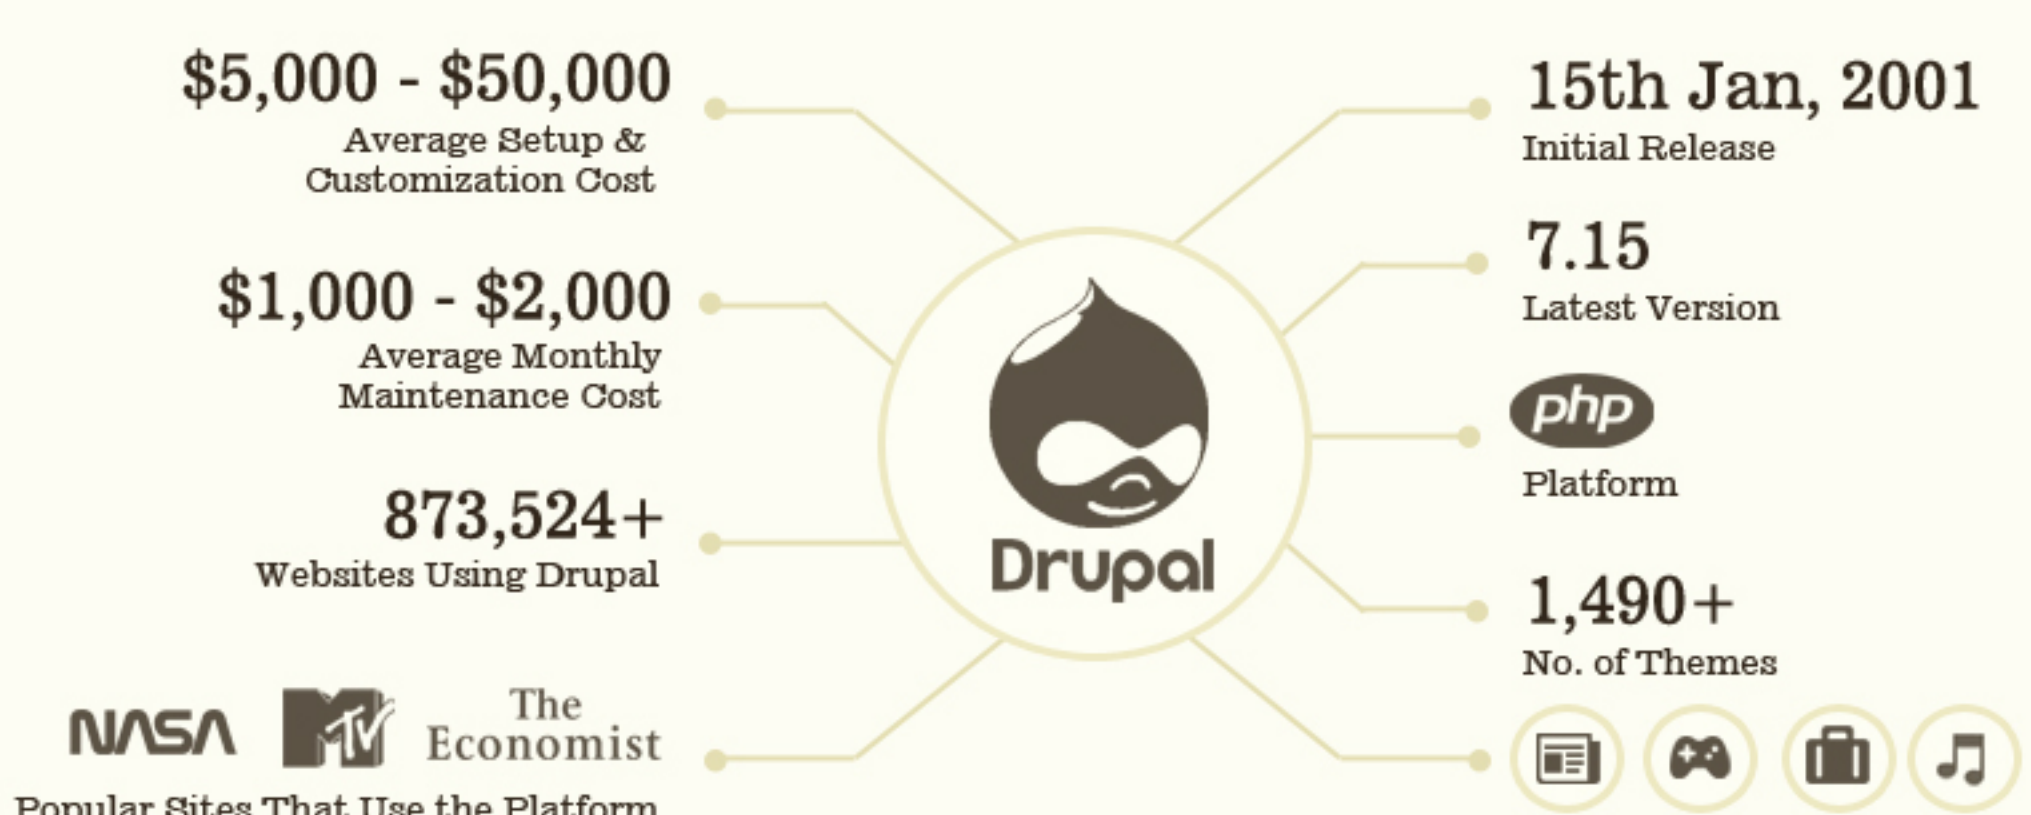 $5,000 - $50,000
Average Setup &
Customization Cost
$1,000 - $2,000
Average Monthly
Maintenance Cost
873,524+
Websites Using Drupal
NASA
MTV
The
Economist
Popular Sites That Use the Platform
Drupal
15th Jan, 2001
Initial Release
7.15
Latest Version
php
Platform
1,490+
No. of Themes